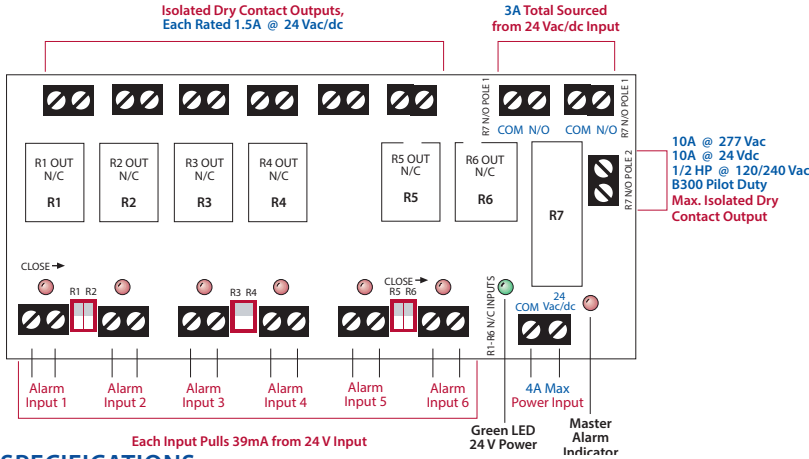 Isolated Dry Contact Outputs,
Each Rated 1.5A @ 24 Vac/dc
3A Total Sourced
from 24 Vac/dc Input
R7 N/O POLE 1
COM N/O
COM N/O
R7 N/O POLE 1
R7 N/O POLE 2
10A @ 277 Vac
10A @ 24 Vdc
1/2 HP @ 120/240 Vac
B300 Pilot Duty
Max. Isolated Dry
Contact Output
R1 OUT
N/C
R1
R2 OUT
N/C
R2
R3 OUT
N/C
R3
R4 OUT
N/C
R4
R5 OUT
N/C
R5
R6 OUT
N/C
R6
R7
CLOSE
R1 R2
R3 R4
CLOSE
R5 R6
R1-R6 N/C INPUTS
24
COM Vac/dc
Alarm
Input 1
Alarm
Input 2
Alarm
Input 3
Alarm
Input 4
Alarm
Input 5
Alarm
Input 6
4A Max
Power Input
Each Input Pulls 39mA from 24 V Input
Green LED
24 V Power
Master
Alarm
Indicator
SPECIFICATIONS